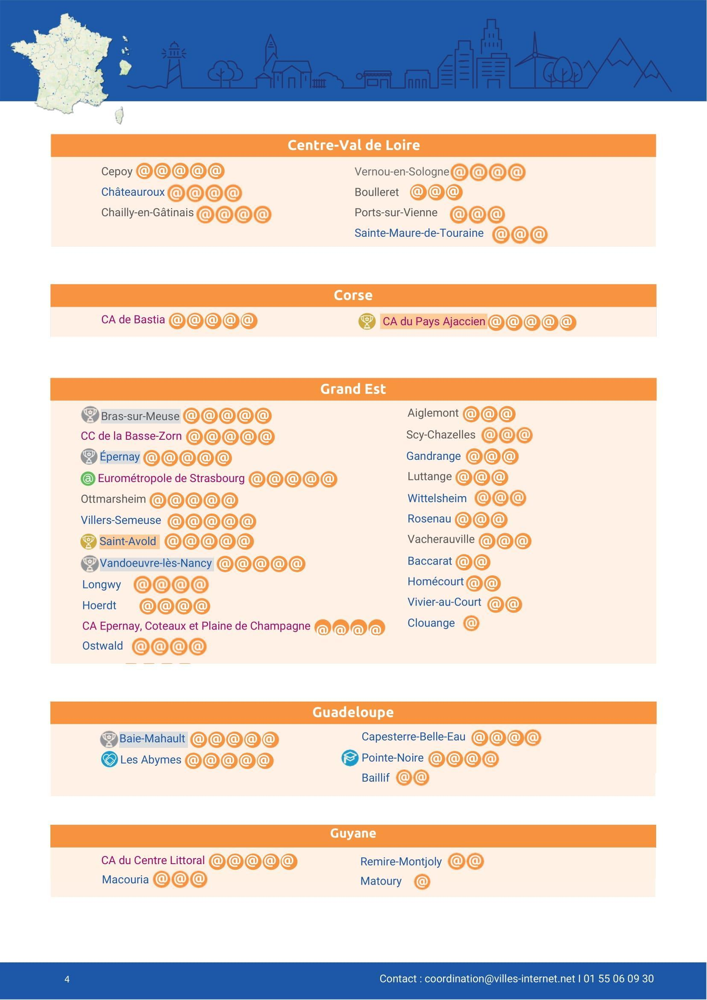 Centre-Val de Loire
Cepoy @ @ @ @ @
Châteauroux @ @ @ @
Chailly-en-Gâtinais @ @ @ @
Vernou-en-Sologne @ @ @ @
Boulleret @ @ @
Ports-sur-Vienne @ @ @
Sainte-Maure-de-Touraine @ @ @
Corse
CA de Bastia @ @ @ @ @
CA du Pays Ajaccien @ @ @ @ @
Grand Est
Bras-sur-Meuse @ @ @ @ @
CC de la Basse-Zorn @ @ @ @ @
Épernay @ @ @ @ @
@ Eurométropole de Strasbourg @ @ @ @ @
Ottmarsheim @ @ @ @ @
Villers-Semeuse @ @ @ @ @
Saint-Avold @ @ @ @ @
Vandoeuvre-lès-Nancy @ @ @ @ @
Longwy @ @ @ @
Hoerdt @ @ @ @
CA Epernay, Coteaux et Plaine de Champagne @ @ @ @
Ostwald @ @ @ @
Aiglemont @ @ @
Scy-Chazelles @ @ @
Gandrange @ @ @
Luttange @ @ @
Wittelsheim @ @ @
Rosenau @ @ @
Vacherauville @ @ @
Baccarat @ @
Homécourt @ @
Vivier-au-Court @ @
Clouange @
Guadeloupe
Baie-Mahault @ @ @ @ @
Les Abymes @ @ @ @ @
Capesterre-Belle-Eau @ @ @ @
Pointe-Noire @ @ @ @
Baillif @ @
Guyane
CA du Centre Littoral @ @ @ @ @
Macouria @ @ @
Remire-Montjoly @ @
Matoury @
4
Contact : coordination@villes-internet.net I 01 55 06 09 30